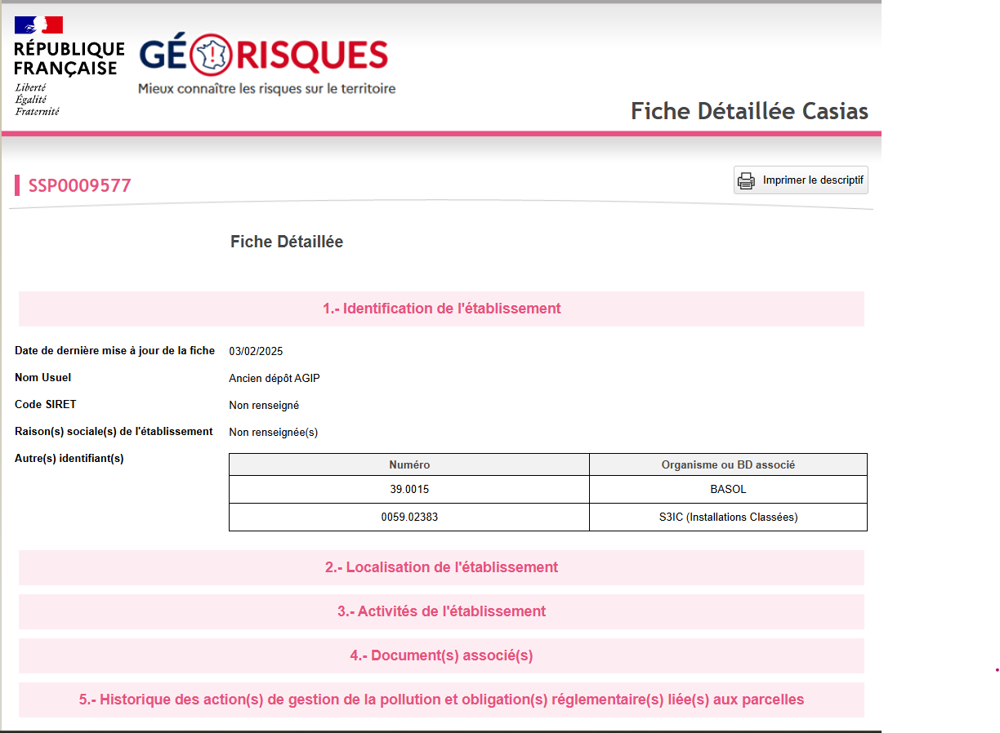 RÉPUBLIQUE
FRANÇAISE
Liberté
Égalité
Fraternité
GÉORISQUES
Mieux connaître les risques sur le territoire
Fiche Détaillée Casias
SSP0009577
Imprimer le descriptif
Fiche Détaillée
1.- Identification de l'établissement
Date de dernière mise à jour de la fiche 03/02/2025
Nom Usuel Ancien dépôt AGIP
Code SIRET Non renseigné
Raison(s) sociale(s) de l'établissement Non renseignée(s)
Autre(s) identifiant(s)
Numéro Organisme ou BD associé
39.0015 BASOL
0059.02383 S3IC (Installations Classées)
2.- Localisation de l'établissement
3.- Activités de l'établissement
4.- Document(s) associé(s)
5.- Historique des action(s) de gestion de la pollution et obligation(s) réglementaire(s) liée(s) aux parcelles